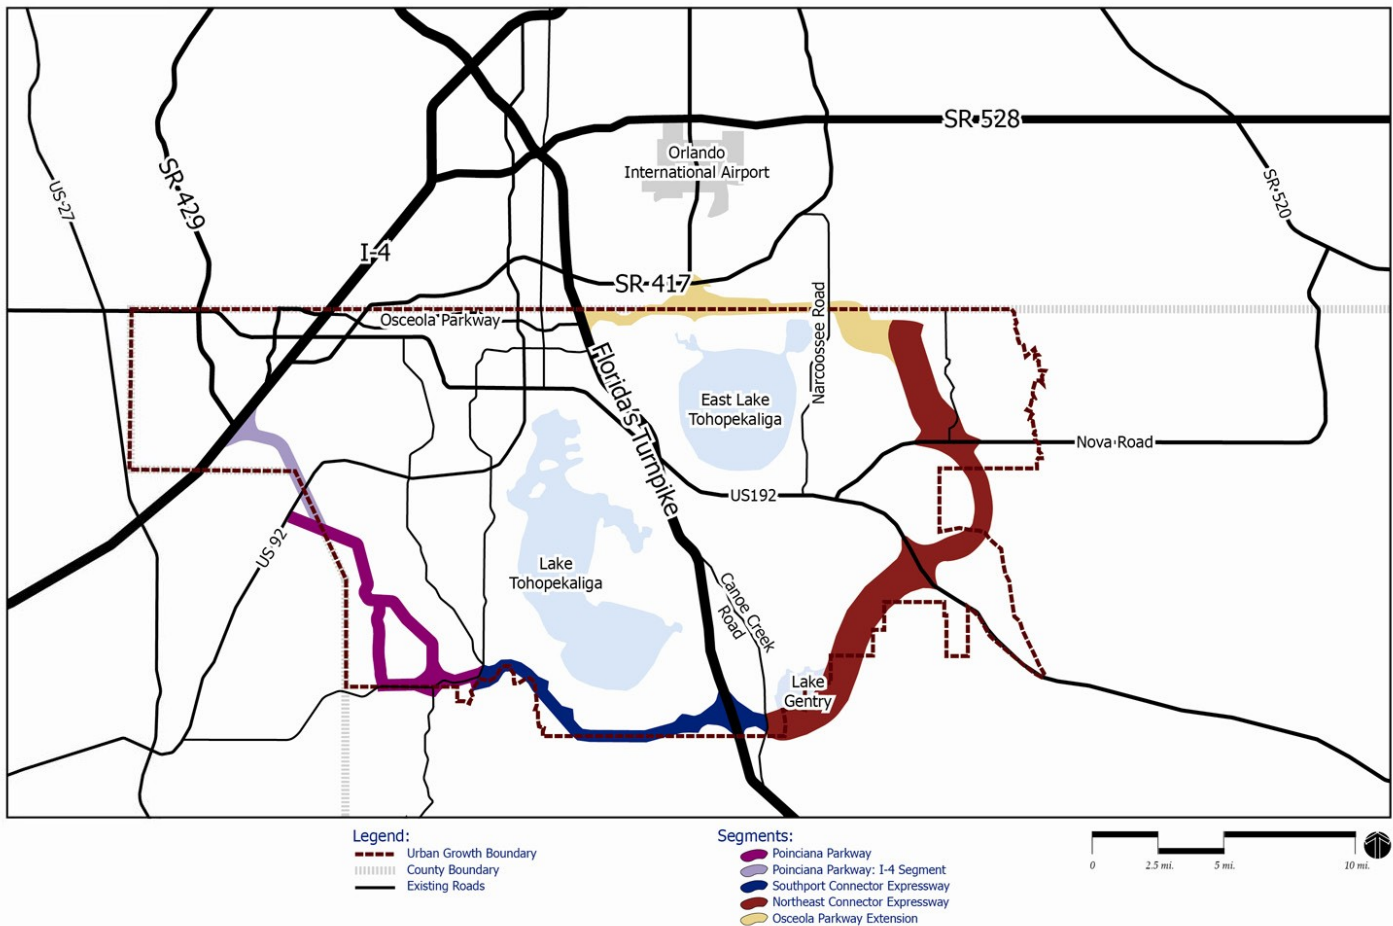 SR-528
Orlando
International Airport
US-27
SR-429
SR-520
I-4
SR-417
Osceola Parkway
Narcoossee Road
Florida's Turnpike
East Lake
Tohopekaliga
Nova Road
US192
US 92
Lake
Tohopekaliga
Canoe Creek
Road
Lake
Gentry
Legend:
Urban Growth Boundary
County Boundary
Existing Roads
Segments:
Poinciana Parkway
Poinciana Parkway: I-4 Segment
Southport Connector Expressway
Northeast Connector Expressway
Osceola Parkway Extension
0
2.5 mi.
5 mi.
10 mi.